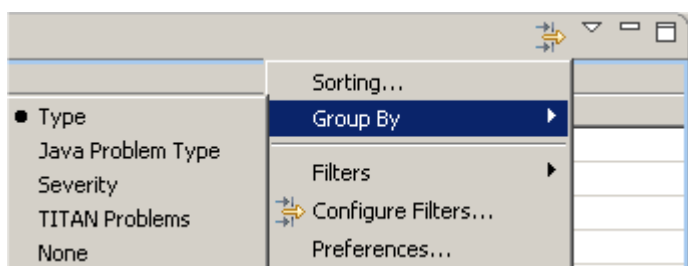 Sorting...
Group By
Filters
Configure Filters...
Preferences...
Type
Java Problem Type
Severity
TITAN Problems
None